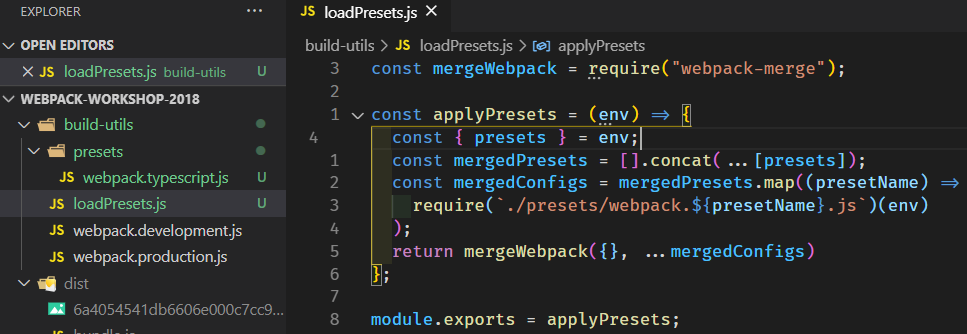 EXPLORER ...
OPEN EDITORS
JS loadPresets.js build-utils U
WEBPACK-WORKSHOP-2018
build-utils
presets
JS webpack.typescript.js U
JS loadPresets.js U
JS webpack.development.js
JS webpack.production.js
dist
6a4054541db6606e000c7cc9...
JS loadPresets.js
build-utils > JS loadPresets.js > applyPresets
3 const mergeWebpack = require("webpack-merge");
2
1 const applyPresets = (env) => {
4 const { presets } = env;
1 const mergedPresets = [].concat(...[presets]);
2 const mergedConfigs = mergedPresets.map((presetName) =>
3 require(`./presets/webpack.${presetName}.js`)(env)
4 );
5 return mergeWebpack({}, ...mergedConfigs)
6 };
7
8 module.exports = applyPresets;